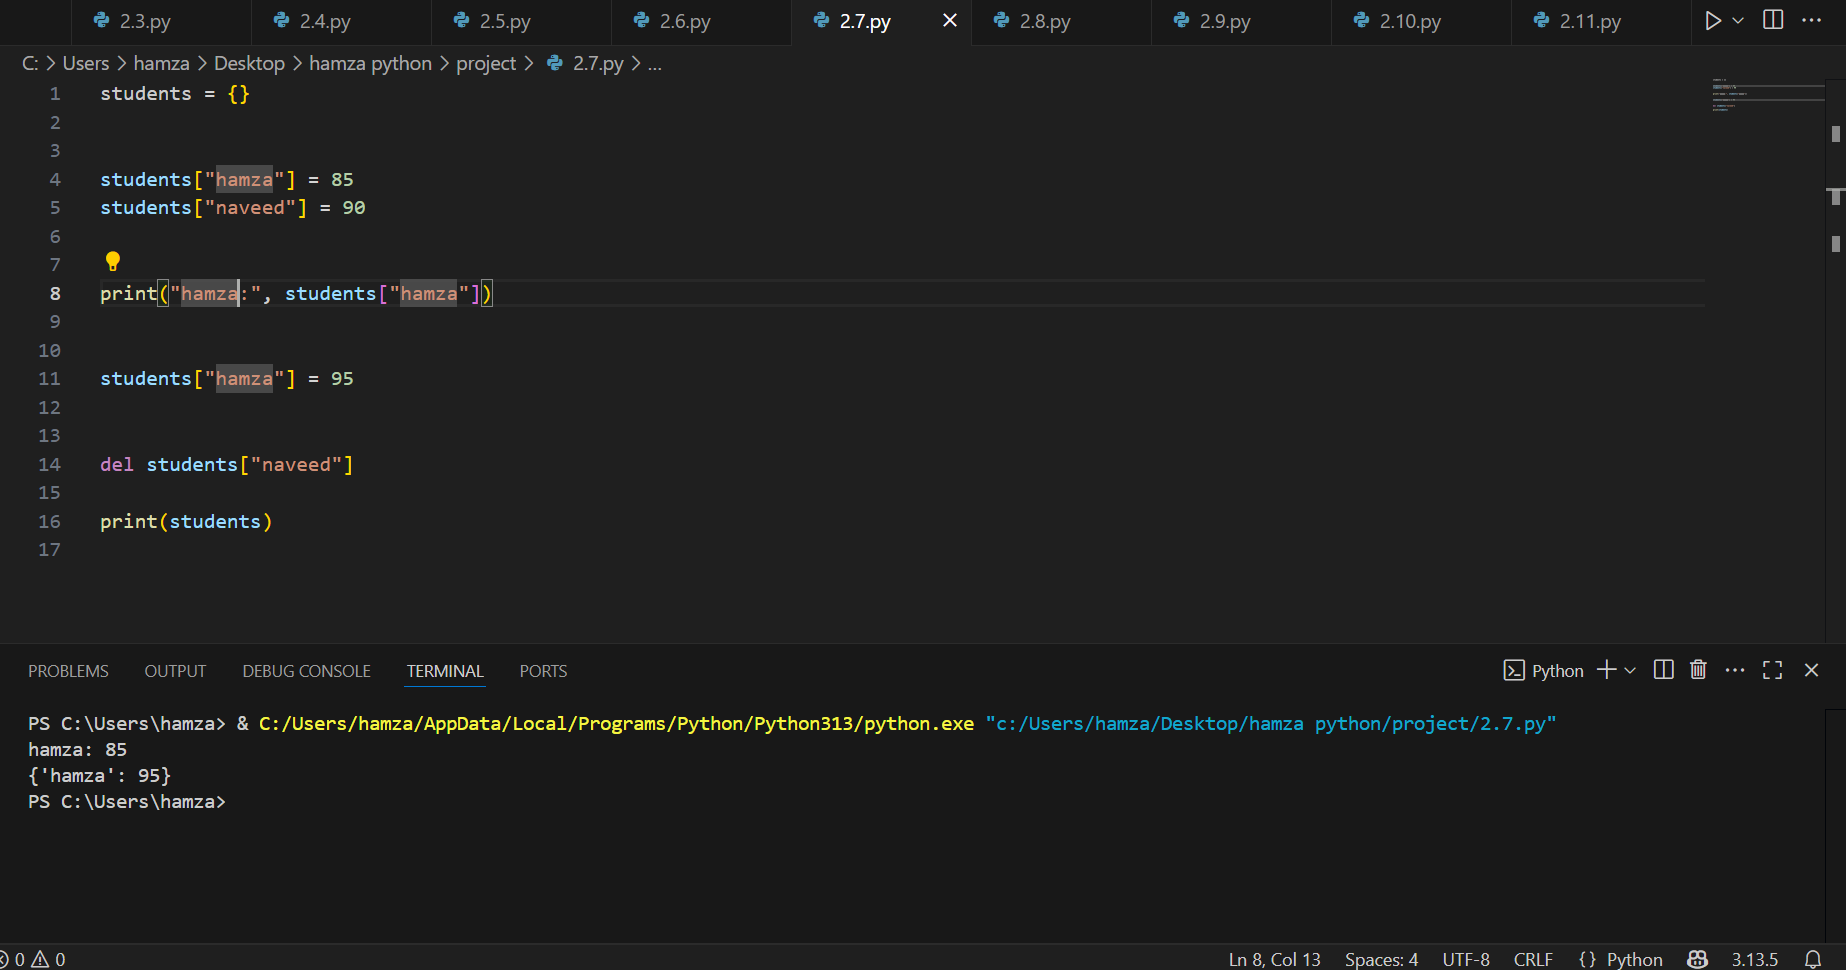 2.3.py 2.4.py 2.5.py 2.6.py 2.7.py 2.8.py 2.9.py 2.10.py 2.11.py
C: > Users > hamza > Desktop > hamza python > project > 2.7.py > ...
1 students = {}
2
3
4 students["hamza"] = 85
5 students["naveed"] = 90
6
7
8 print("hamza:", students["hamza"])
9
10
11 students["hamza"] = 95
12
13
14 del students["naveed"]
15
16 print(students)
17
PROBLEMS OUTPUT DEBUG CONSOLE TERMINAL PORTS Python
PS C:\Users\hamza> & C:/Users/hamza/AppData/Local/Programs/Python/Python313/python.exe "c:/Users/hamza/Desktop/hamza python/project/2.7.py"
hamza: 85
{'hamza': 95}
PS C:\Users\hamza>
0 0 Ln 8, Col 13 Spaces: 4 UTF-8 CRLF {} Python 3.13.5